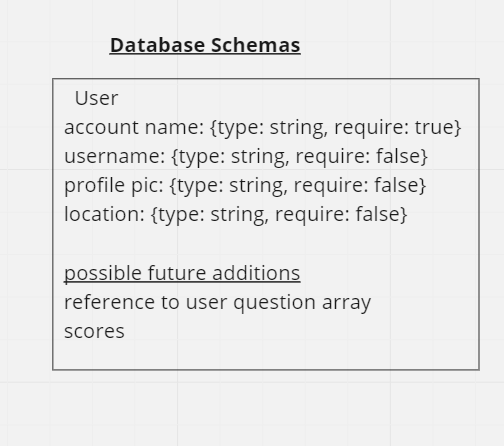 Database Schemas
User
account name: {type: string, require: true}
username: {type: string, require: false}
profile pic: {type: string, require: false}
location: {type: string, require: false}
possible future additions
reference to user question array
scores